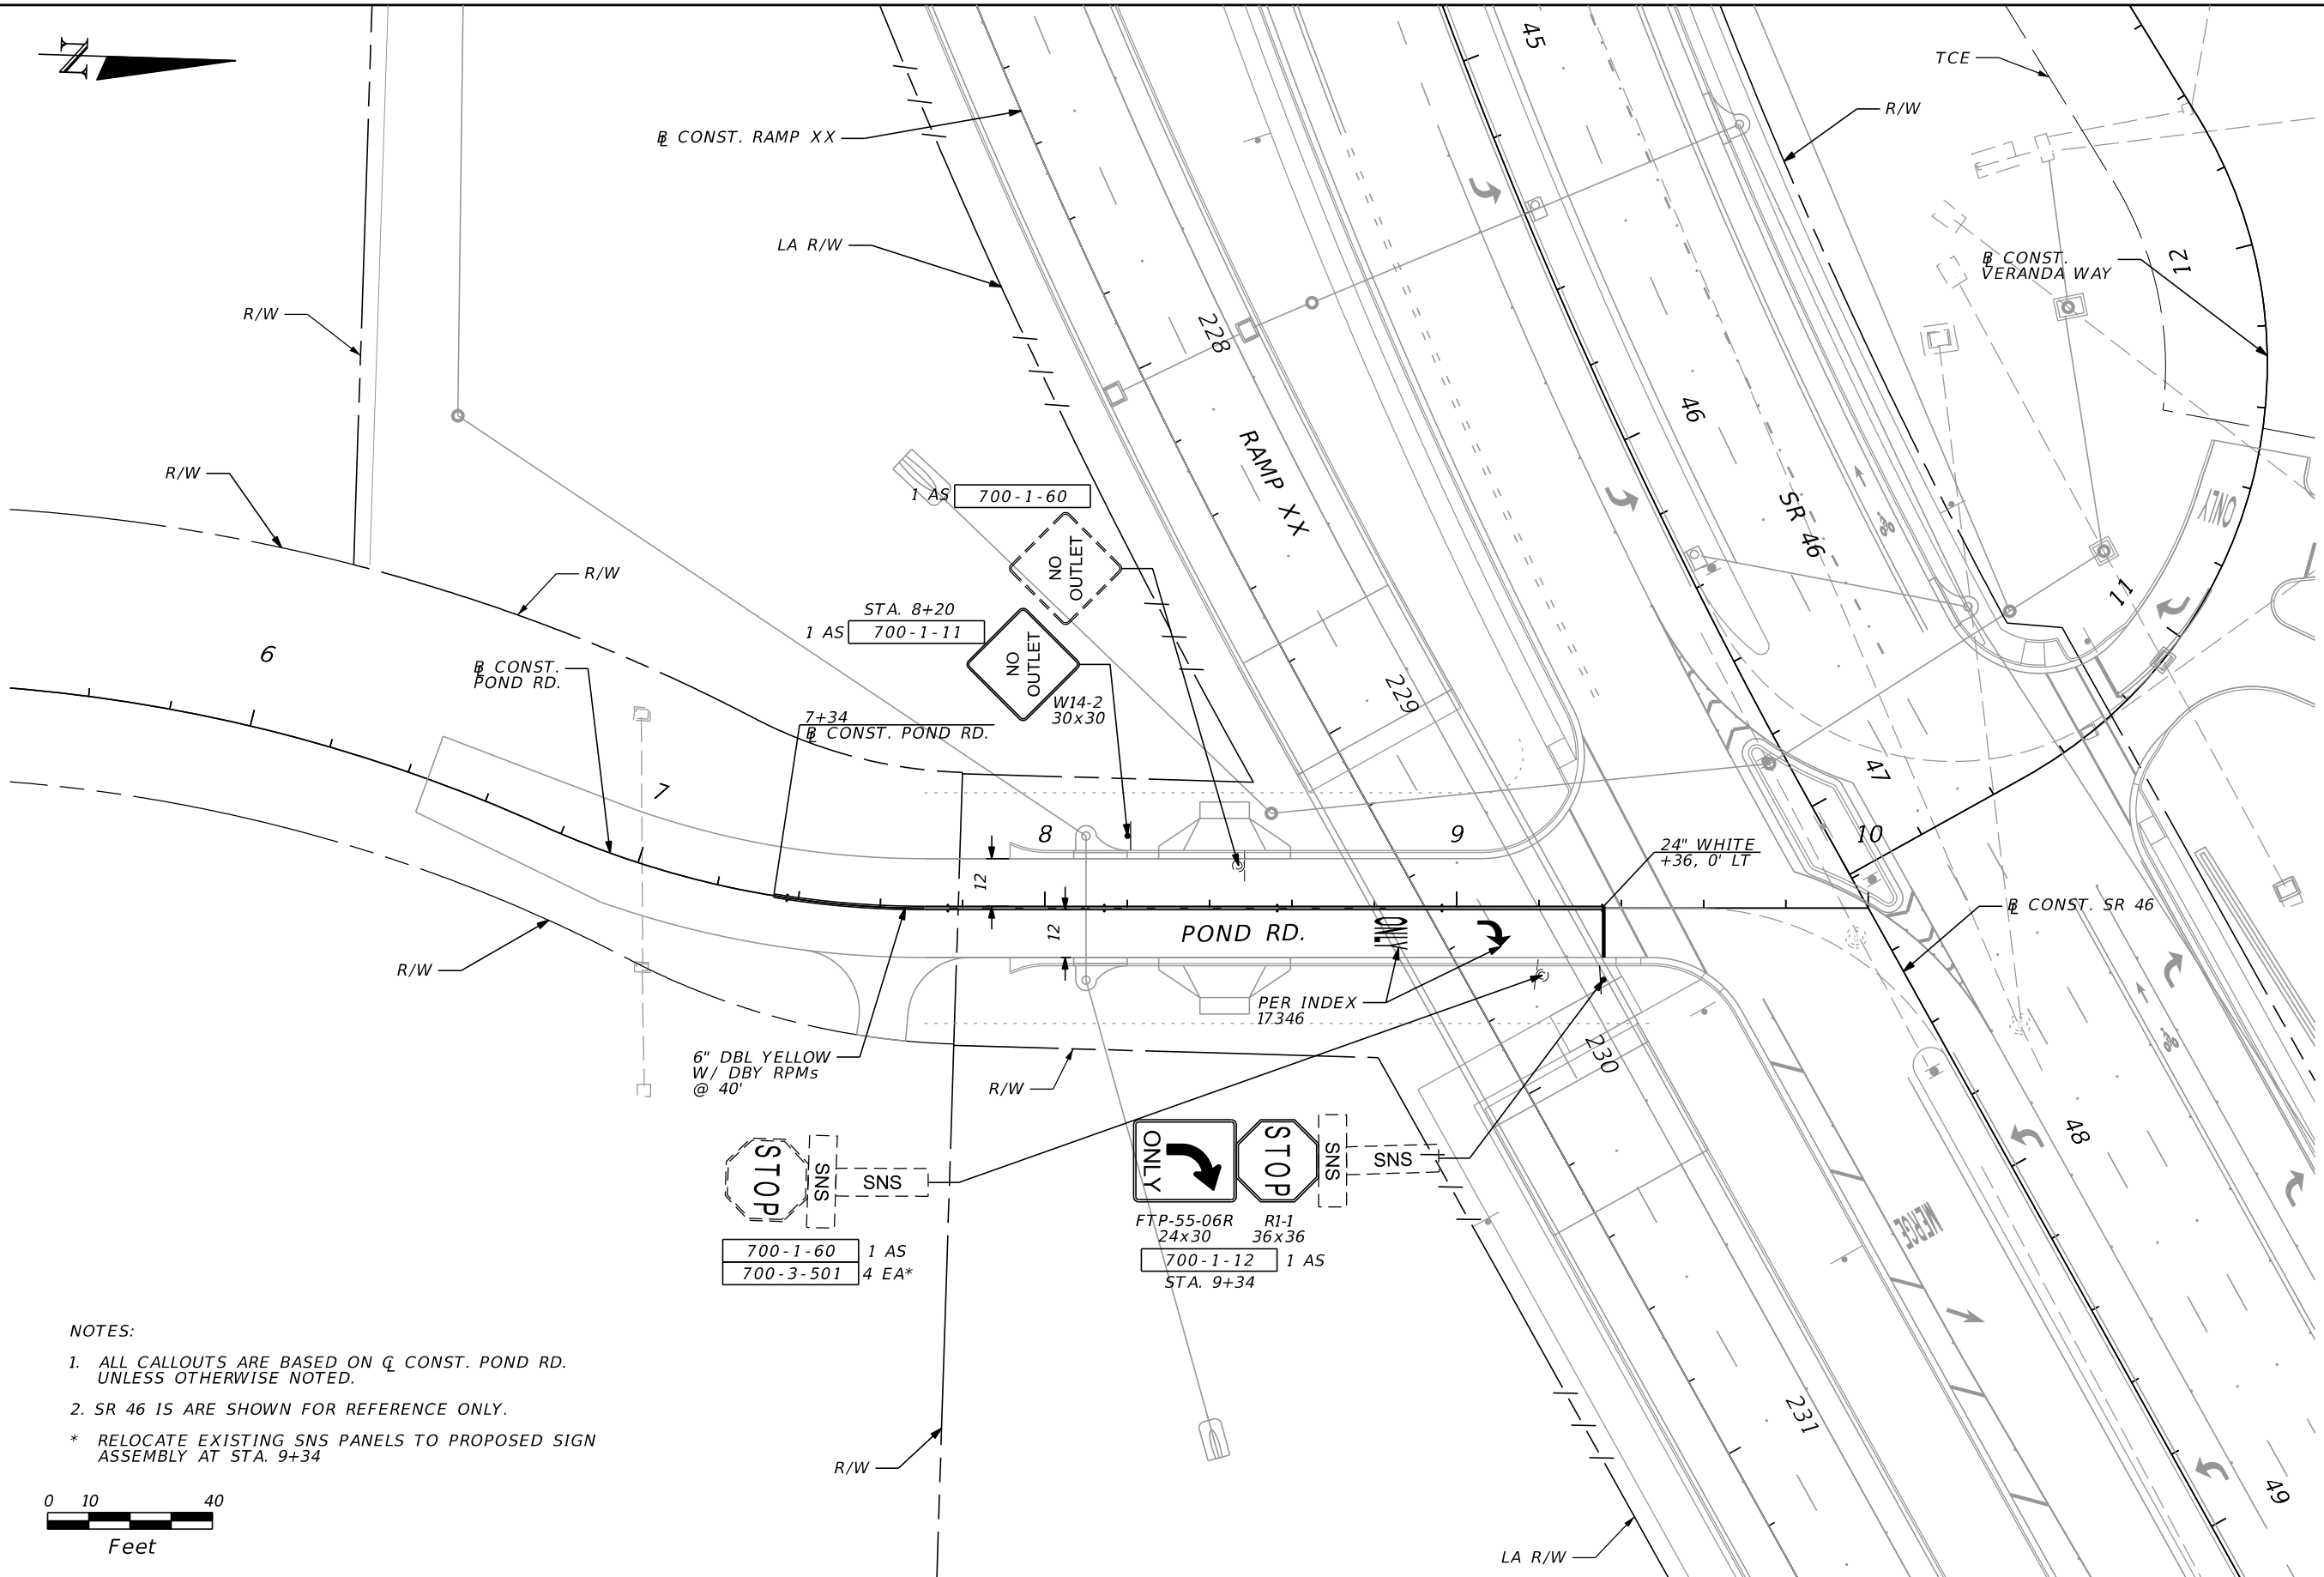 N
45
TCE
R/W
℄ CONST. RAMP XX
LA R/W
12
℄ CONST.
VERANDA WAY
R/W
228
46
RAMP XX
SR 46
ONLY
R/W
1 AS 700-1-60
NO
OUTLET
R/W
11
STA. 8+20
1 AS 700-1-11
NO
OUTLET
W14-2
30x30
6
℄ CONST.
POND RD.
7+34
℄ CONST. POND RD.
229
7
47
8
9
10
24" WHITE
+36, 0' LT
12
12
POND RD.
ONLY
℄ CONST. SR 46
R/W
PER INDEX
17346
230
6" DBL YELLOW
W/ DBY RPMs
@ 40'
R/W
48
STOP
SNS
SNS
ONLY
STOP
SNS
SNS
MERGE
FTP-55-06R
24x30
R1-1
36x36
700-1-12 1 AS
STA. 9+34
700-1-60 1 AS
700-3-501 4 EA*
231
49
R/W
LA R/W
NOTES:
1. ALL CALLOUTS ARE BASED ON ℄ CONST. POND RD.
UNLESS OTHERWISE NOTED.
2. SR 46 IS ARE SHOWN FOR REFERENCE ONLY.
* RELOCATE EXISTING SNS PANELS TO PROPOSED SIGN
ASSEMBLY AT STA. 9+34
0 10 40
Feet